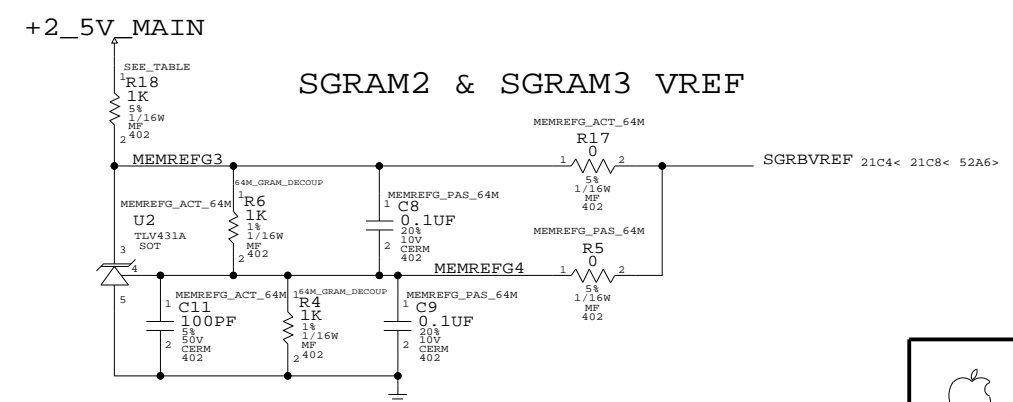 +2_5V_MAIN
SEE_TABLE
1
R18
1K
5%
1/16W
MF
402
2
SGRAM2 & SGRAM3 VREF
MEMREFG3
MEMREFG_ACT_64M
R17
0
1
2
5%
1/16W
MF
402
SGRBVREF 21C4< 21C8< 52A6>
MEMREFG_ACT_64M
U2
TLV431A
SOT
3
4
5
64M_GRAM_DECOUP
1
R6
1K
1%
1/16W
MF
402
2
MEMREFG_PAS_64M
1
C8
0.1UF
20%
10V
CERM
402
2
MEMREFG4
MEMREFG_PAS_64M
R5
0
1
2
5%
1/16W
MF
402
MEMREFG_ACT_64M
1
C11
100PF
5%
50V
CERM
402
2
64M_GRAM_DECOUP
1
R4
1K
1%
1/16W
MF
402
2
MEMREFG_PAS_64M
1
C9
0.1UF
20%
10V
CERM
402
2